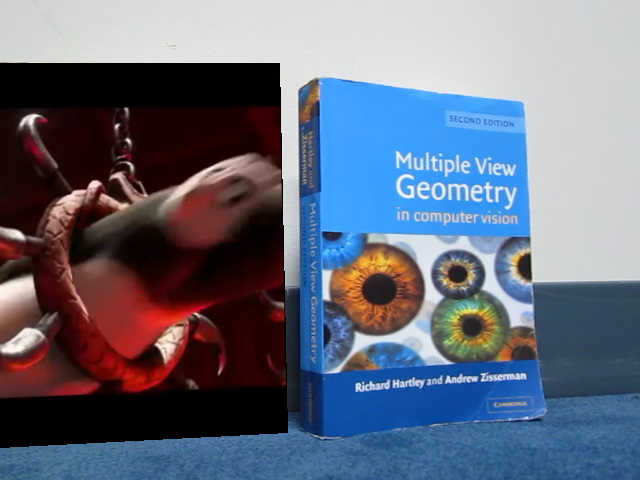 Hartley and
Zisserman
Multiple View Geometry
SECOND EDITION
Multiple View
Geometry
in computer vision
Richard Hartley and Andrew Zisserman
CAMBRIDGE